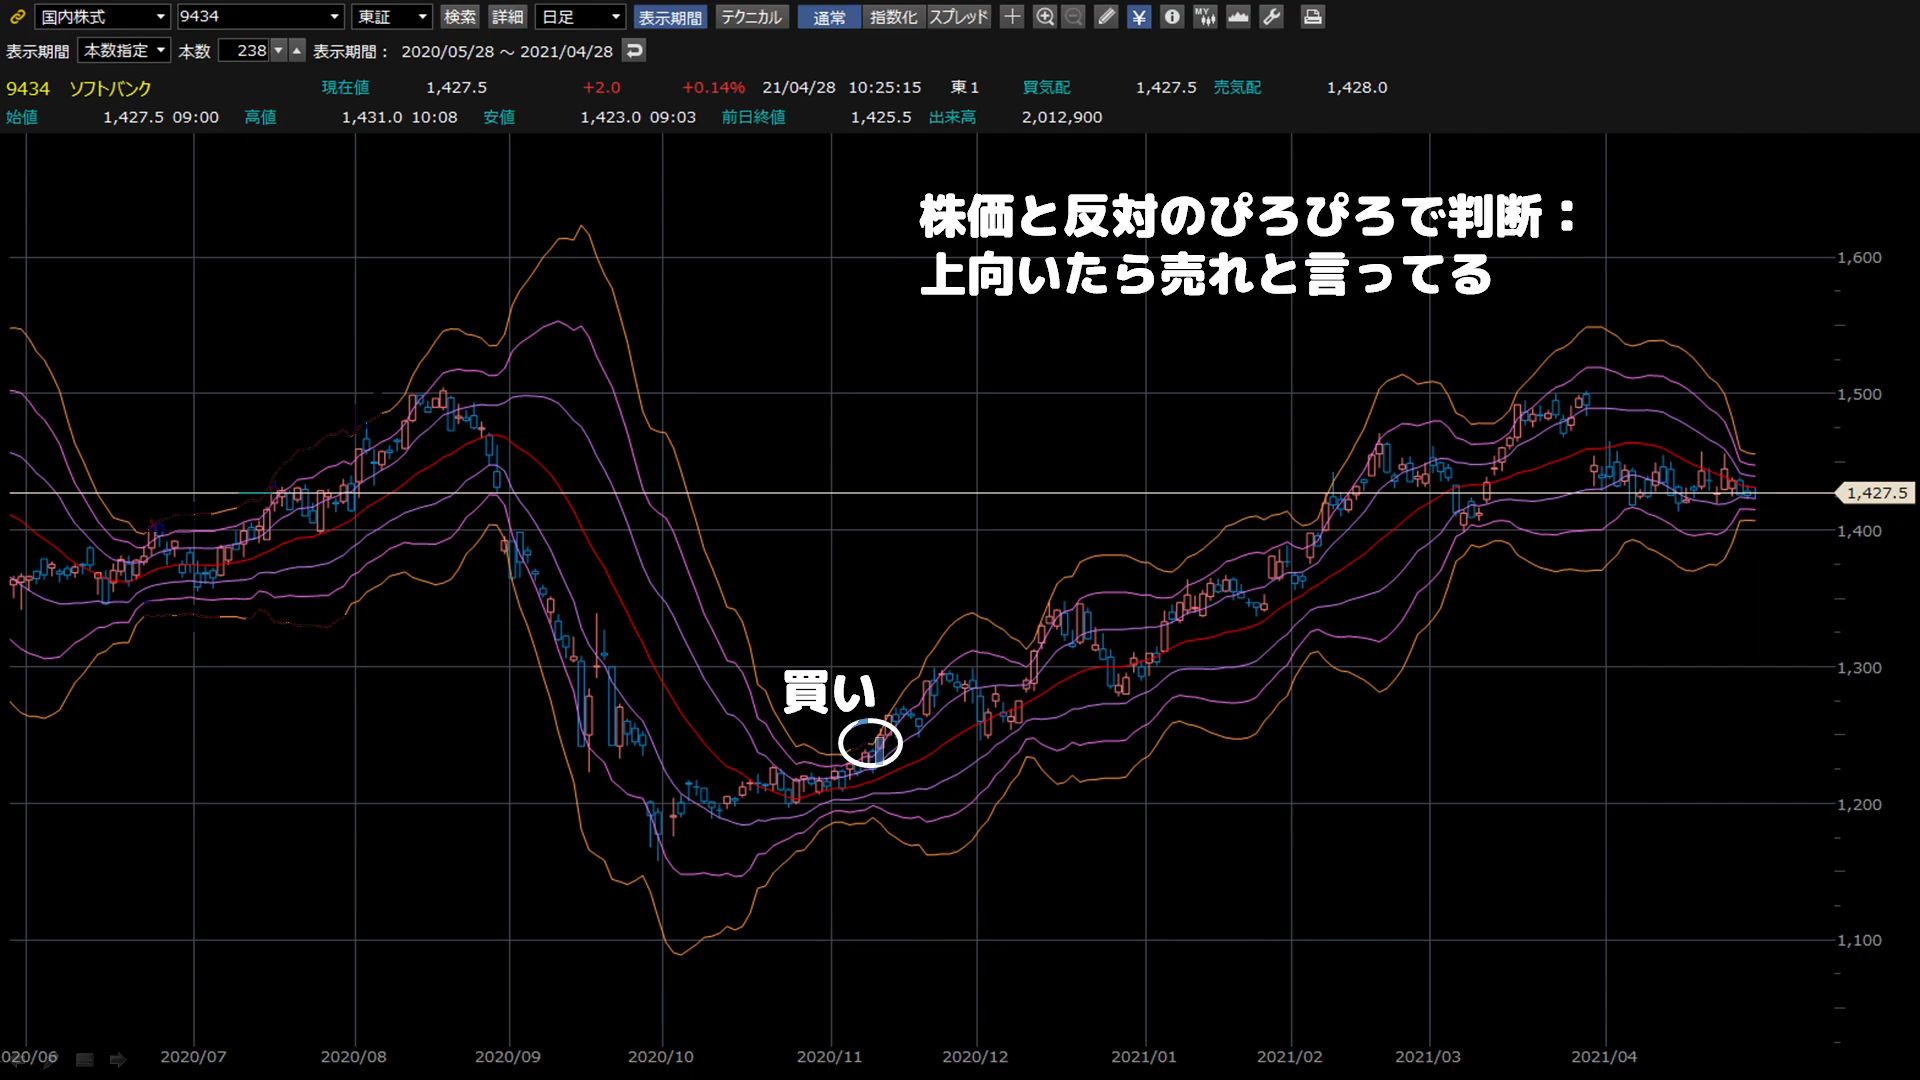 国内株式 9434 東証 検索 詳細 日足 表示期間 テクニカル 通常 指数化 スプレッド ¥ MY
表示期間 本数指定 本数 238 表示期間： 2020/05/28 ～ 2021/04/28
9434 ソフトバンク 現在値 1,427.5 +2.0 +0.14% 21/04/28 10:25:15 東1 買気配 1,427.5 売気配 1,428.0
始値 1,427.5 09:00 高値 1,431.0 10:08 安値 1,423.0 09:03 前日終値 1,425.5 出来高 2,012,900
株価と反対のぴろぴろで判断：
上向いたら売れと言ってる
1,600
1,500
1,427.5
1,400
1,300
買い
1,200
1,100
2020/06 2020/07 2020/08 2020/09 2020/10 2020/11 2020/12 2021/01 2021/02 2021/03 2021/04